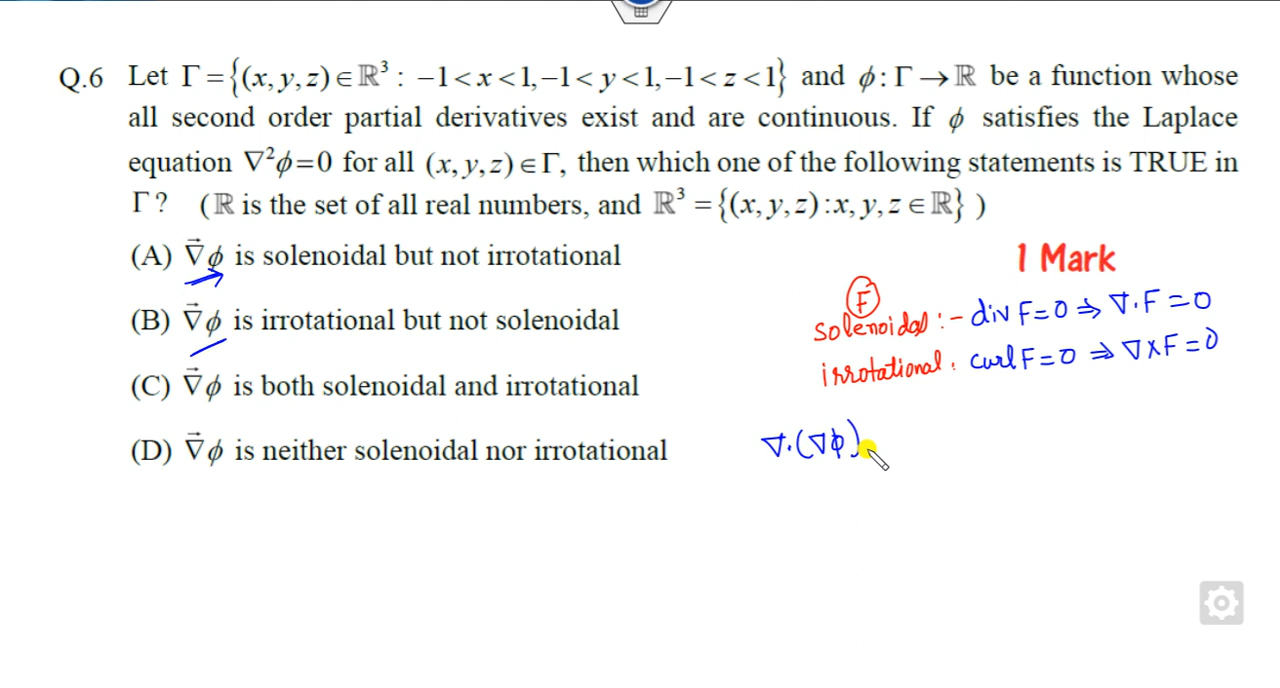 Q.6 Let Γ={(x,y,z)∈ℝ³ : −1<x<1,−1<y<1,−1<z<1} and ϕ:Γ→ℝ be a function whose
all second order partial derivatives exist and are continuous. If ϕ satisfies the Laplace
equation ∇²ϕ=0 for all (x,y,z)∈Γ, then which one of the following statements is TRUE in
Γ? (ℝ is the set of all real numbers, and ℝ³ ={(x,y,z):x,y,z∈ℝ} )
(A) ∇⃗ϕ is solenoidal but not irrotational
1 Mark
(B) ∇⃗ϕ is irrotational but not solenoidal
F
solenoidal :- div F=0 ⇒ ∇·F=0
irrotational: curl F=0 ⇒ ∇×F=0
(C) ∇⃗ϕ is both solenoidal and irrotational
(D) ∇⃗ϕ is neither solenoidal nor irrotational
∇·(∇ϕ)